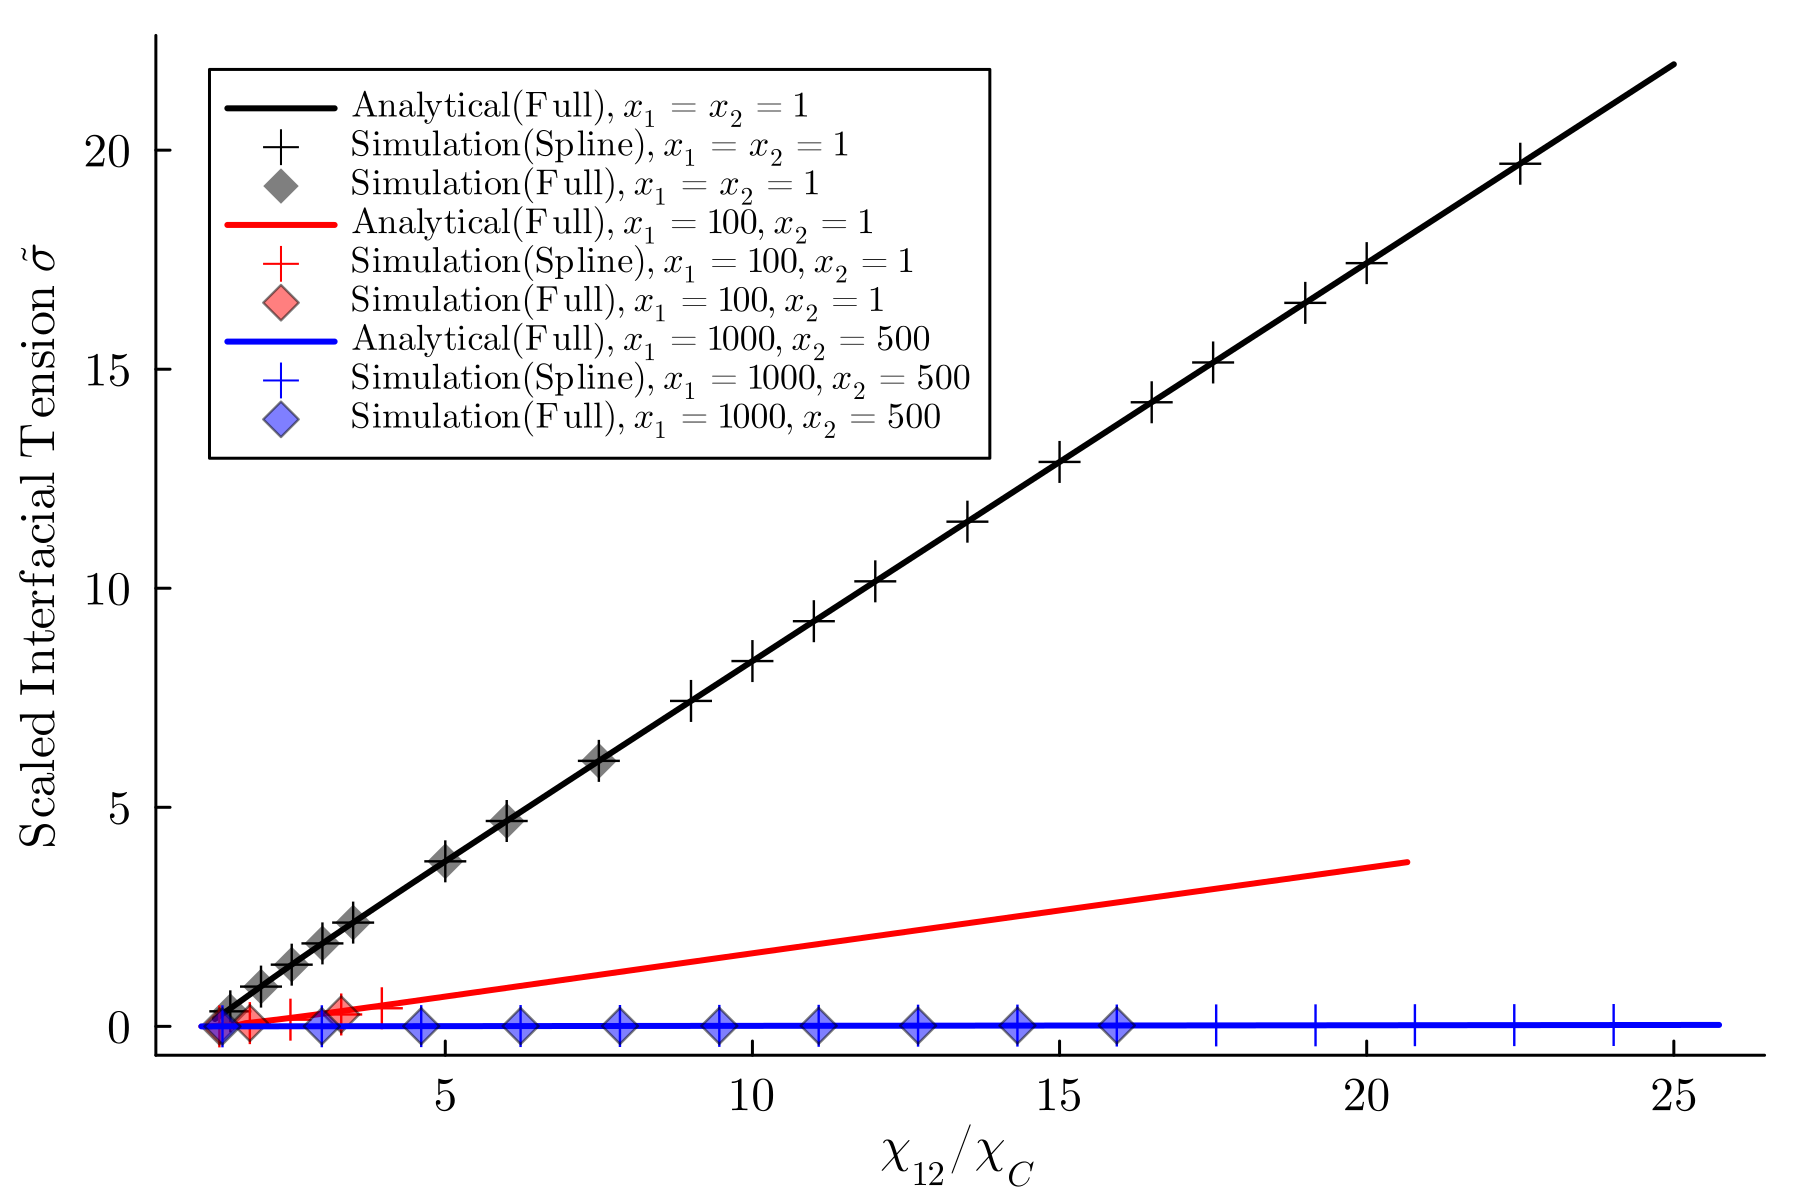 Analytical(Full), x₁ = x₂ = 1
Simulation(Spline), x₁ = x₂ = 1
Simulation(Full), x₁ = x₂ = 1
Analytical(Full), x₁ = 100, x₂ = 1
Simulation(Spline), x₁ = 100, x₂ = 1
Simulation(Full), x₁ = 100, x₂ = 1
Analytical(Full), x₁ = 1000, x₂ = 500
Simulation(Spline), x₁ = 1000, x₂ = 500
Simulation(Full), x₁ = 1000, x₂ = 500
Scaled Interfacial Tension σ̃
20
15
10
5
0
5 10 15 20 25
χ₁₂/χ_C